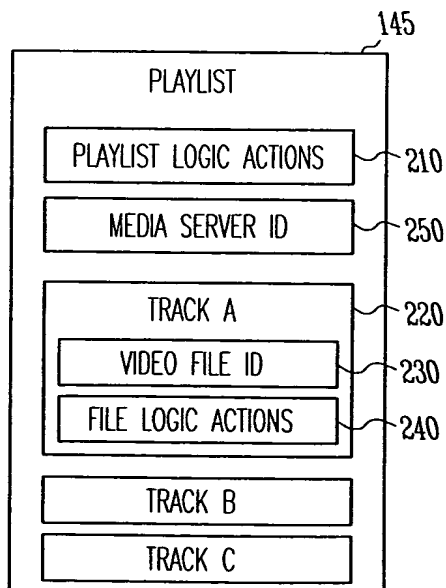 145
PLAYLIST
PLAYLIST LOGIC ACTIONS 210
MEDIA SERVER ID 250
TRACK A 220
VIDEO FILE ID 230
FILE LOGIC ACTIONS 240
TRACK B
TRACK C